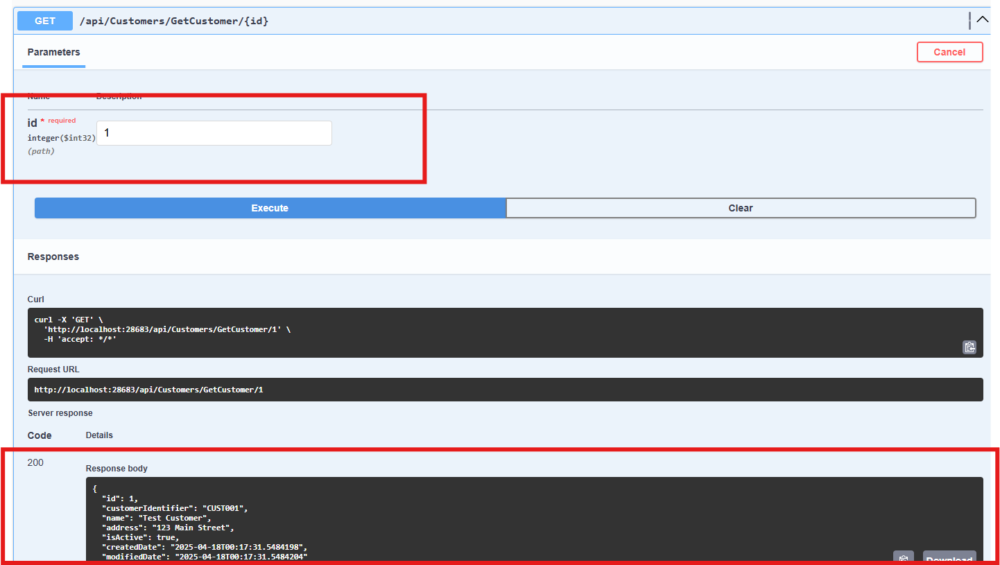 GET /api/Customers/GetCustomer/{id}
Parameters
Cancel
Name Description
id * required
integer($int32)
(path)
1
Execute
Clear
Responses
Curl
curl -X 'GET' \
'http://localhost:28683/api/Customers/GetCustomer/1' \
-H 'accept: */*'
Request URL
http://localhost:28683/api/Customers/GetCustomer/1
Server response
Code Details
200
Response body
{
"id": 1,
"customerIdentifier": "CUST001",
"name": "Test Customer",
"address": "123 Main Street",
"isActive": true,
"createdDate": "2025-04-18T00:17:31.5484198",
"modifiedDate": "2025-04-18T00:17:31.5484204"
Download